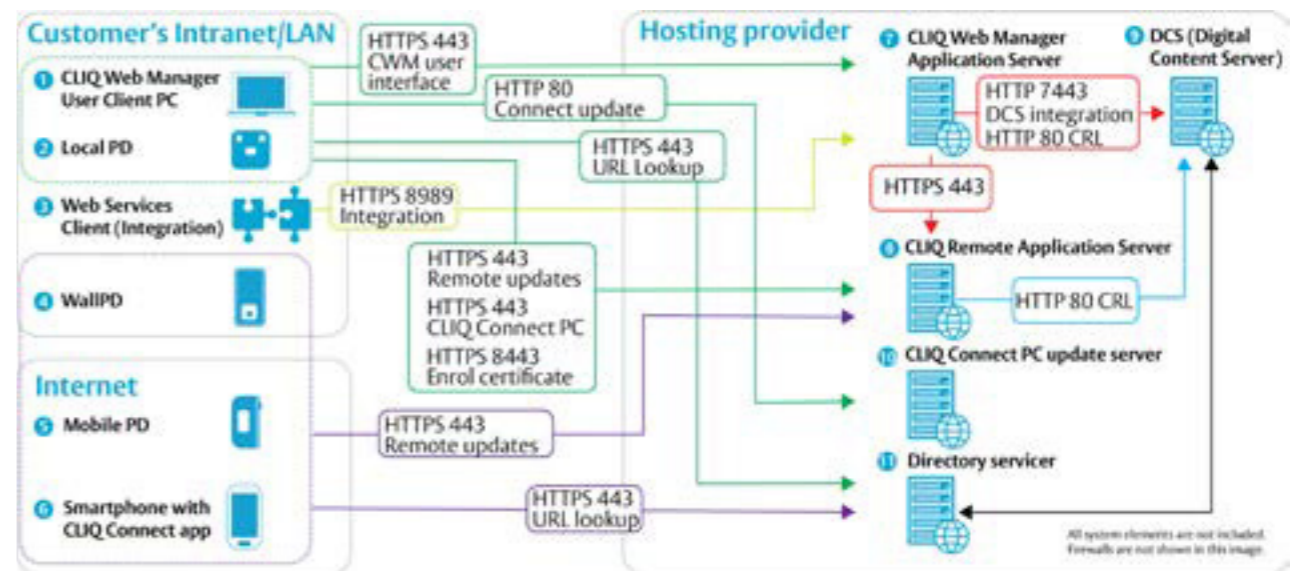 Customer's Intranet/LAN
1 CLIQ Web Manager
User Client PC
2 Local PD
3 Web Services
Client (Integration)
4 WallPD
Internet
5 Mobile PD
6 Smartphone with
CLIQ Connect app
HTTPS 443
CWM user
interface
HTTP 80
Connect update
HTTPS 443
URL Lookup
HTTPS 8989
Integration
HTTPS 443
Remote updates
HTTPS 443
CLIQ Connect PC
HTTPS 8443
Enrol certificate
HTTPS 443
Remote updates
HTTPS 443
URL lookup
Hosting provider
7 CLIQ Web Manager
Application Server
9 DCS (Digital
Content Server)
HTTP 7443
DCS integration
HTTP 80 CRL
HTTPS 443
8 CLIQ Remote Application Server
HTTP 80 CRL
10 CLIQ Connect PC update server
11 Directory servicer
All system elements are not included.
Firewalls are not shown in this image.